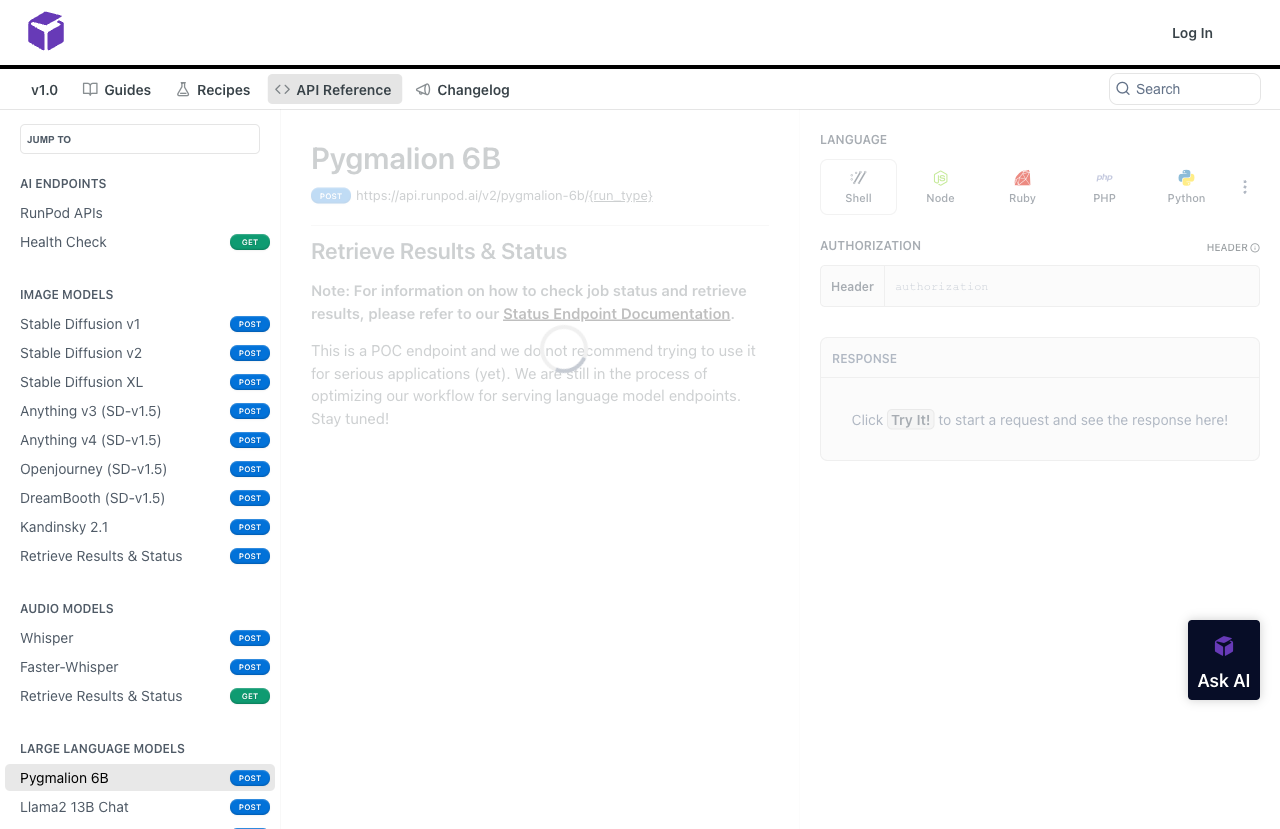 Log In
v1.0
Guides
Recipes
API Reference
Changelog
Search
JUMP TO
AI ENDPOINTS
RunPod APIs
Health Check GET
IMAGE MODELS
Stable Diffusion v1 POST
Stable Diffusion v2 POST
Stable Diffusion XL POST
Anything v3 (SD-v1.5) POST
Anything v4 (SD-v1.5) POST
Openjourney (SD-v1.5) POST
DreamBooth (SD-v1.5) POST
Kandinsky 2.1 POST
Retrieve Results & Status POST
AUDIO MODELS
Whisper POST
Faster-Whisper POST
Retrieve Results & Status GET
LARGE LANGUAGE MODELS
Pygmalion 6B POST
Llama2 13B Chat POST
Pygmalion 6B
POST https://api.runpod.ai/v2/pygmalion-6b/{run_type}
Retrieve Results & Status
Note: For information on how to check job status and retrieve
results, please refer to our Status Endpoint Documentation.
This is a POC endpoint and we do not recommend trying to use it
for serious applications (yet). We are still in the process of
optimizing our workflow for serving language model endpoints.
Stay tuned!
LANGUAGE
Shell
Node
Ruby
php
PHP
Python
AUTHORIZATION HEADER
Header authorization
RESPONSE
Click Try It! to start a request and see the response here!
Ask AI